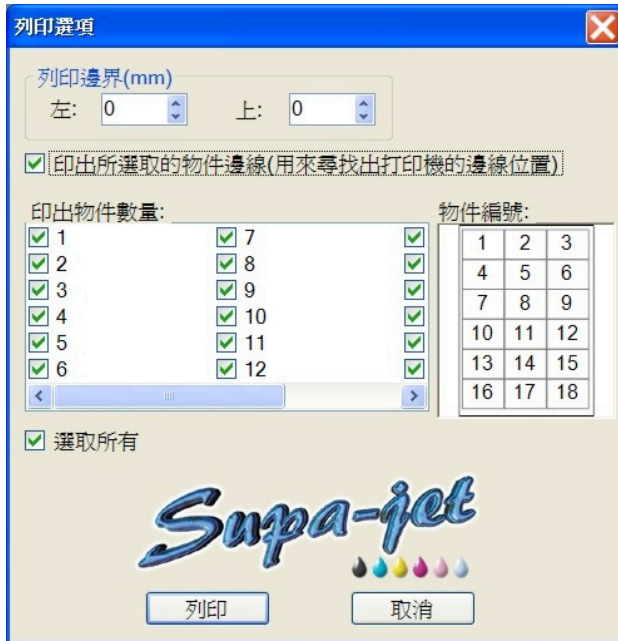 列印選項
列印邊界(mm)
左: 0 上: 0
印出所選取的物件邊線(用來尋找出打印機的邊線位置)
印出物件數量: 物件編號:
1 7
2 8
3 9
4 10
5 11
6 12
1 2 3
4 5 6
7 8 9
10 11 12
13 14 15
16 17 18
選取所有
Supa-jet
列印 取消